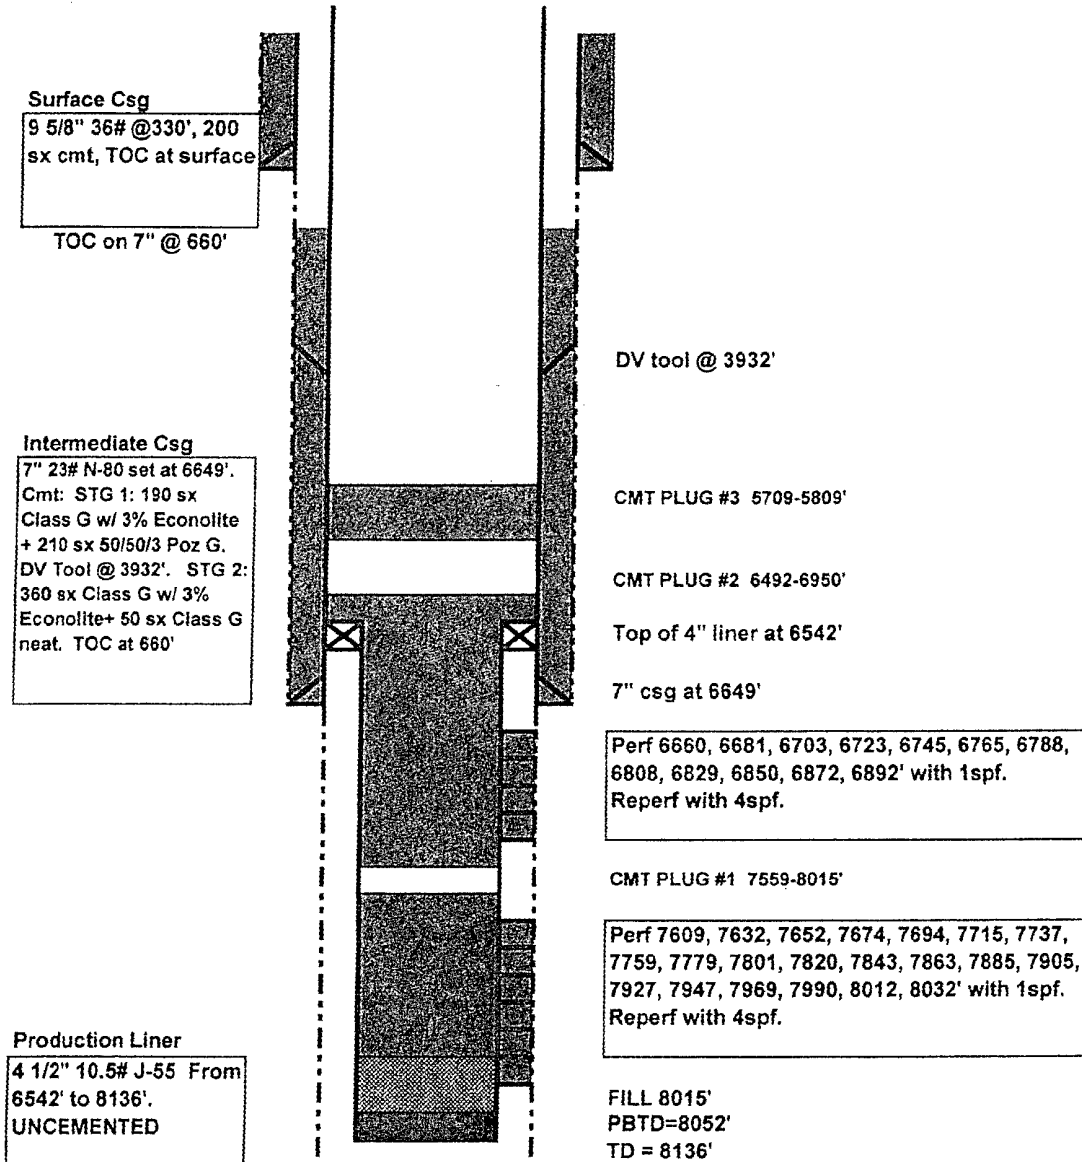 Surface Csg
9 5/8" 36# @330', 200
sx cmt, TOC at surface
TOC on 7" @ 660'
DV tool @ 3932'
Intermediate Csg
7" 23# N-80 set at 6649'.
Cmt: STG 1: 190 sx
Class G w/ 3% Econolite
+ 210 sx 50/50/3 Poz G.
DV Tool @ 3932'. STG 2:
360 sx Class G w/ 3%
Econolite+ 50 sx Class G
neat. TOC at 660'
CMT PLUG #3 5709-5809'
CMT PLUG #2 6492-6950'
Top of 4" liner at 6542'
7" csg at 6649'
Perf 6660, 6681, 6703, 6723, 6745, 6765, 6788,
6808, 6829, 6850, 6872, 6892' with 1spf.
Reperf with 4spf.
CMT PLUG #1 7559-8015'
Perf 7609, 7632, 7652, 7674, 7694, 7715, 7737,
7759, 7779, 7801, 7820, 7843, 7863, 7885, 7905,
7927, 7947, 7969, 7990, 8012, 8032' with 1spf.
Reperf with 4spf.
Production Liner
4 1/2" 10.5# J-55 From
6542' to 8136'.
UNCEMENTED
FILL 8015'
PBTD=8052'
TD = 8136'